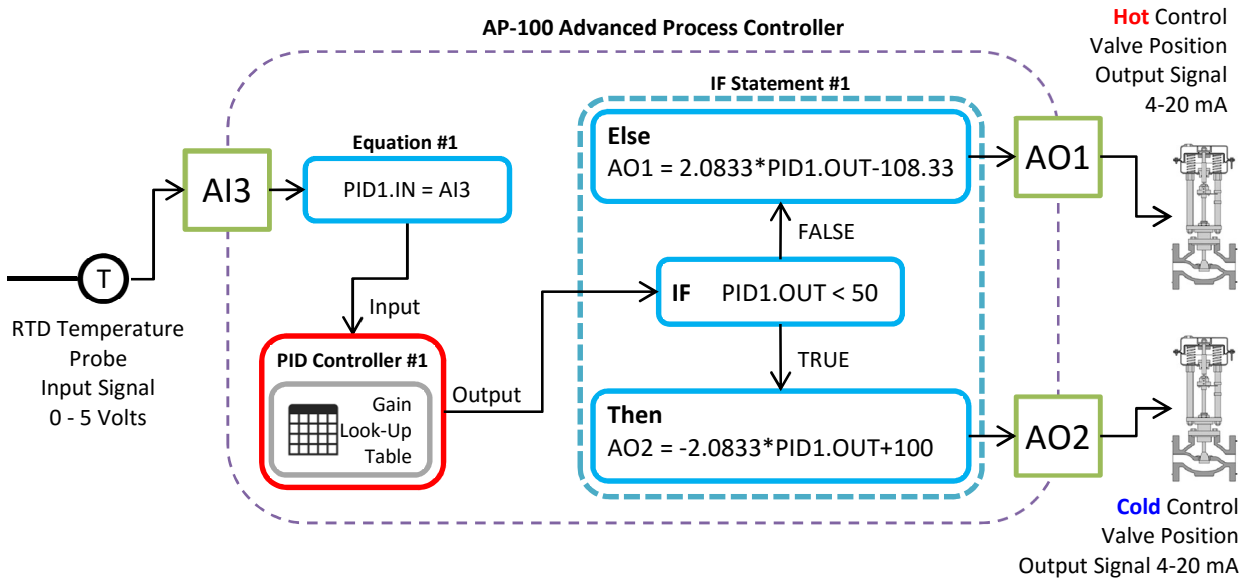 AP-100 Advanced Process Controller
Hot Control
Valve Position
Output Signal
4-20 mA
IF Statement #1
Equation #1
Else
AO1 = 2.0833*PID1.OUT-108.33
AO1
AI3
PID1.IN = AI3
FALSE
T
IF PID1.OUT < 50
Input
RTD Temperature
Probe
Input Signal
0 - 5 Volts
TRUE
PID Controller #1
Gain
Look-Up
Table
Output
Then
AO2 = -2.0833*PID1.OUT+100
AO2
Cold Control
Valve Position
Output Signal 4-20 mA